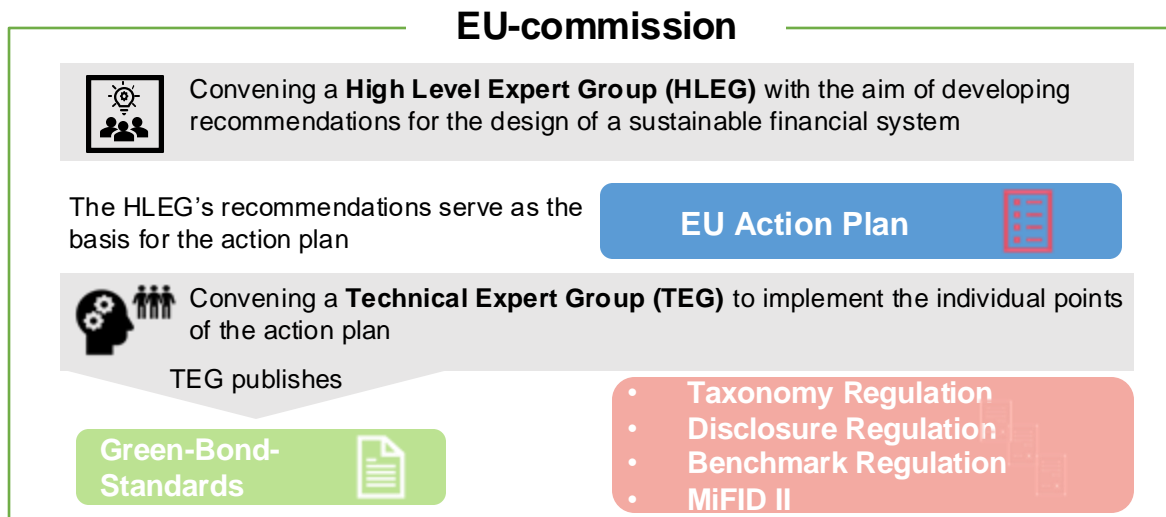 EU-commission
Convening a High Level Expert Group (HLEG) with the aim of developing
recommendations for the design of a sustainable financial system
The HLEG's recommendations serve as the
basis for the action plan
EU Action Plan
Convening a Technical Expert Group (TEG) to implement the individual points
of the action plan
TEG publishes
Green-Bond-
Standards
• Taxonomy Regulation
• Disclosure Regulation
• Benchmark Regulation
• MiFID II